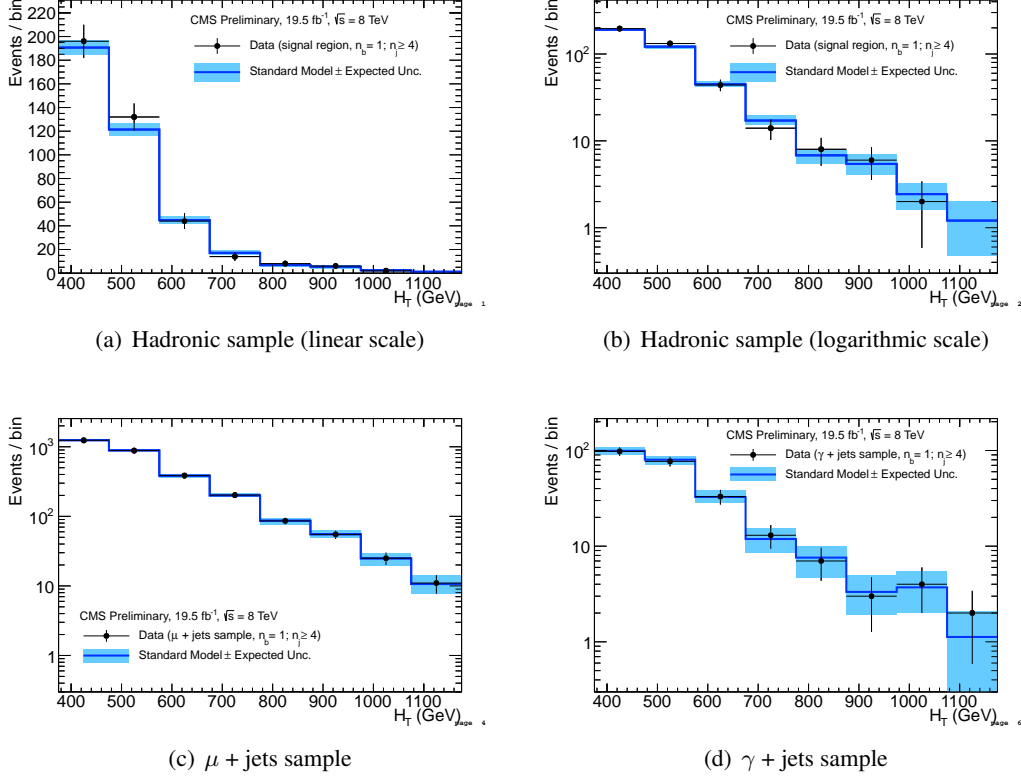 Events / bin
220
200
180
160
140
120
100
80
60
40
20
0
CMS Preliminary, 19.5 fb⁻¹, √s = 8 TeV
Data (signal region, n_b = 1; n_j ≥ 4)
Standard Model ± Expected Unc.
400 500 600 700 800 900 1000 1100
H_T (GeV)
page 1
(a) Hadronic sample (linear scale)
Events / bin
10²
10
1
CMS Preliminary, 19.5 fb⁻¹, √s = 8 TeV
Data (signal region, n_b = 1; n_j ≥ 4)
Standard Model ± Expected Unc.
400 500 600 700 800 900 1000 1100
H_T (GeV)
page 2
(b) Hadronic sample (logarithmic scale)
Events / bin
10³
10²
10
1
CMS Preliminary, 19.5 fb⁻¹, √s = 8 TeV
Data (μ + jets sample, n_b = 1; n_j ≥ 4)
Standard Model ± Expected Unc.
400 500 600 700 800 900 1000 1100
H_T (GeV)
page 4
(c) μ + jets sample
Events / bin
10²
10
1
CMS Preliminary, 19.5 fb⁻¹, √s = 8 TeV
Data (γ + jets sample, n_b = 1; n_j ≥ 4)
Standard Model ± Expected Unc.
400 500 600 700 800 900 1000 1100
H_T (GeV)
page 6
(d) γ + jets sample